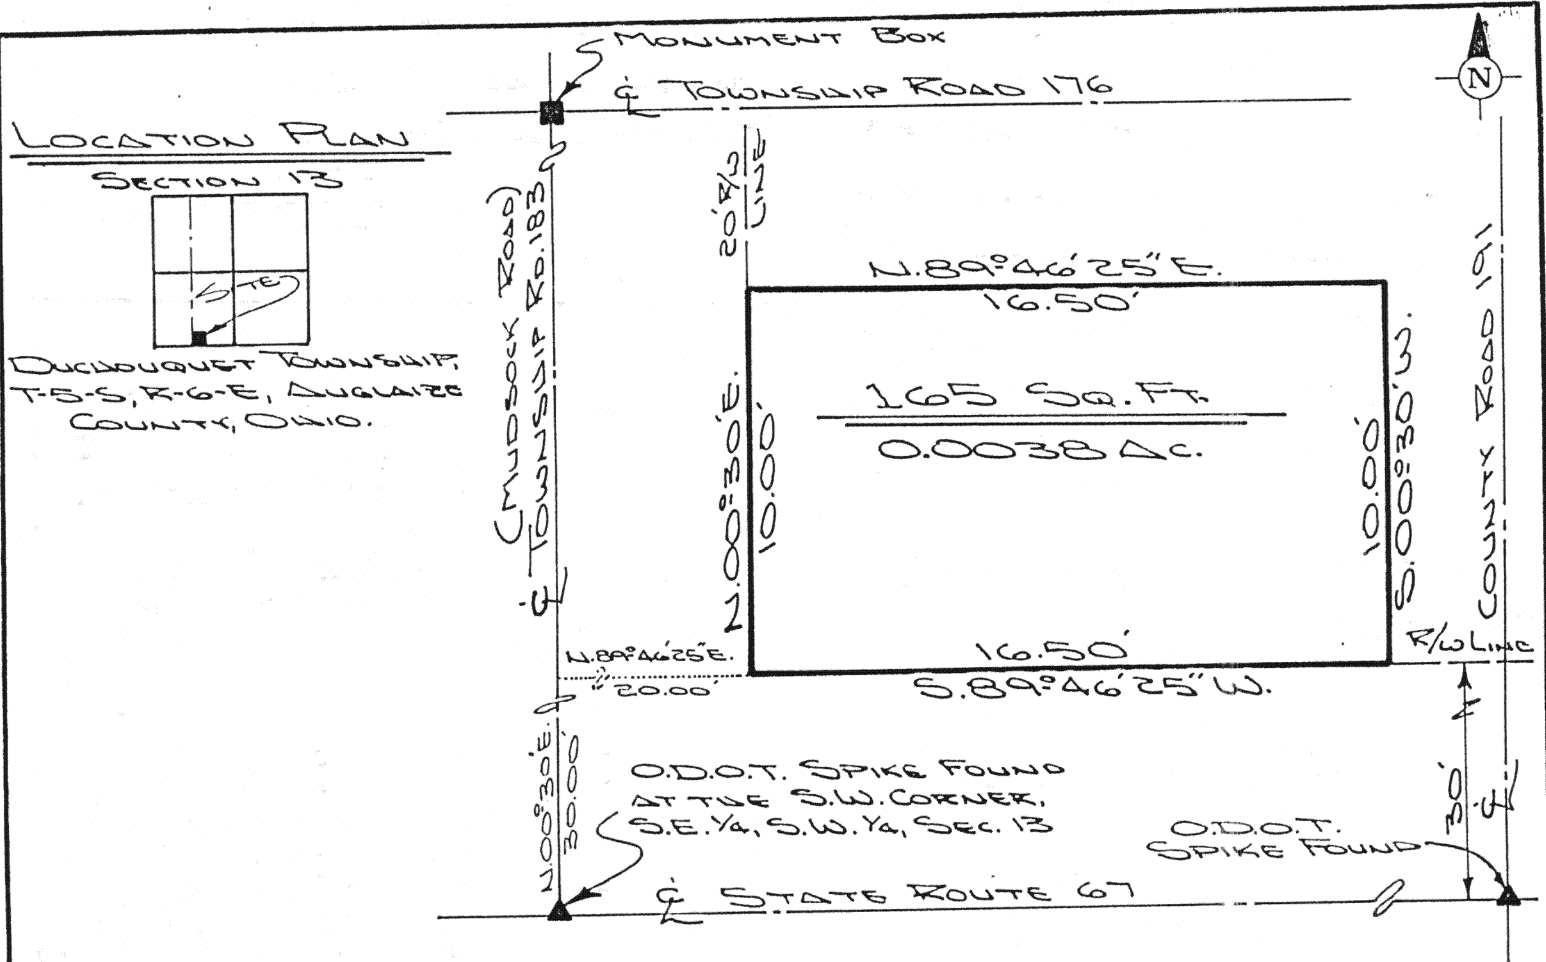 MONUMENT BOX
℄ TOWNSHIP ROAD 176
N
LOCATION PLAN
SECTION 13
SITE
DUCHOUQUET TOWNSHIP,
T-5-S, R-6-E, AUGLAIZE
COUNTY, OHIO.
(MUDSOCK ROAD)
℄ TOWNSHIP RD. 183
20' R/W
LINE
N. 89° 46' 25" E.
16.50'
N. 00° 30' E.
10.00'
165 SQ. FT.
0.0038 AC.
10.00'
S. 00° 30' W.
℄ COUNTY ROAD 191
16.50'
S. 89° 46' 25" W.
R/W LINE
N. 89° 46' 25" E.
20.00'
N. 00° 30' E.
30.00'
O.D.O.T. SPIKE FOUND
AT THE S.W. CORNER,
S.E. 1/4, S.W. 1/4, SEC. 13
O.D.O.T.
SPIKE FOUND
30'
℄ STATE ROUTE 67